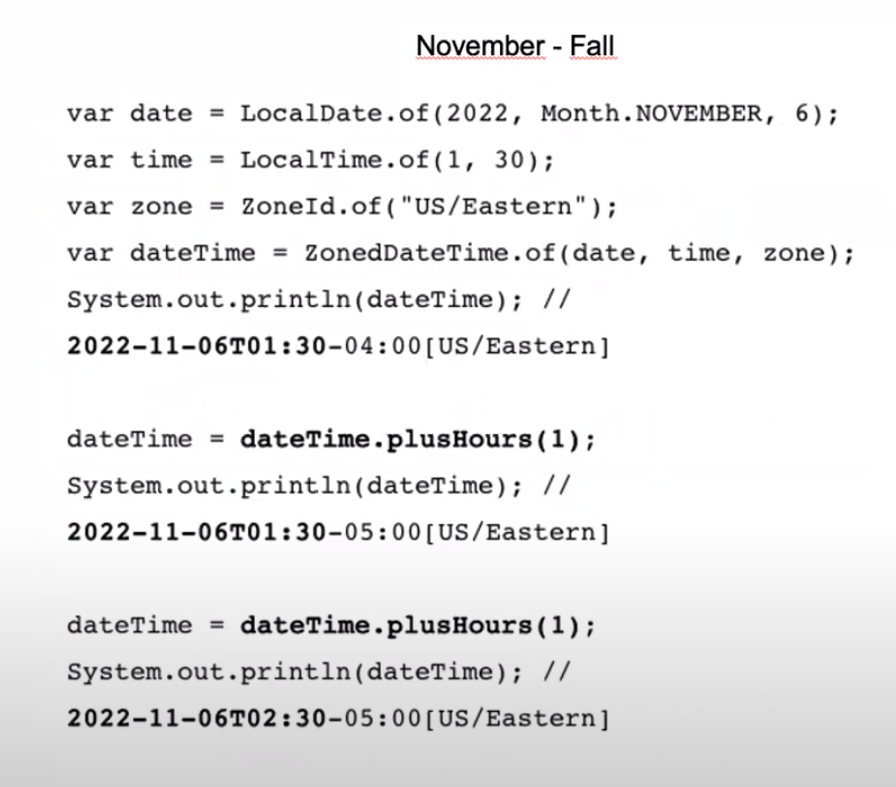 November - Fall
var date = LocalDate.of(2022, Month.NOVEMBER, 6);
var time = LocalTime.of(1, 30);
var zone = ZoneId.of("US/Eastern");
var dateTime = ZonedDateTime.of(date, time, zone);
System.out.println(dateTime); //
2022-11-06T01:30-04:00[US/Eastern]
dateTime = dateTime.plusHours(1);
System.out.println(dateTime); //
2022-11-06T01:30-05:00[US/Eastern]
dateTime = dateTime.plusHours(1);
System.out.println(dateTime); //
2022-11-06T02:30-05:00[US/Eastern]